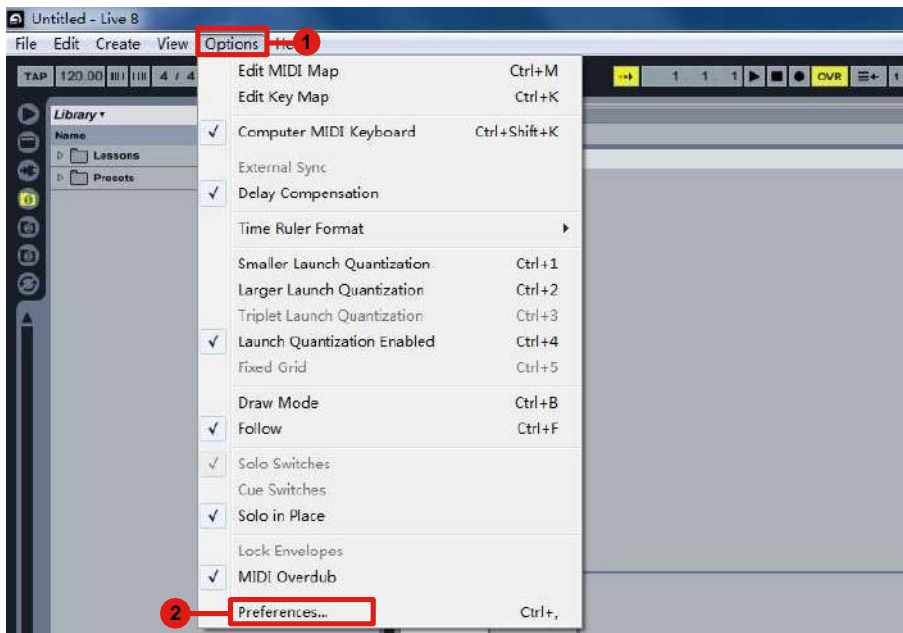 Untitled - Live 8
File Edit Create View Options
1
TAP 120.00 4 / 4 1. 1. 1 OVR
Library
Name
Lessons
Presets
Edit MIDI Map Ctrl+M
Edit Key Map Ctrl+K
Computer MIDI Keyboard Ctrl+Shift+K
External Sync
Delay Compensation
Time Ruler Format
Smaller Launch Quantization Ctrl+1
Larger Launch Quantization Ctrl+2
Triplet Launch Quantization Ctrl+3
Launch Quantization Enabled Ctrl+4
Fixed Grid Ctrl+5
Draw Mode Ctrl+B
Follow Ctrl+F
Solo Switches
Cue Switches
Solo in Place
Lock Envelopes
MIDI Overdub
2 Preferences... Ctrl+,